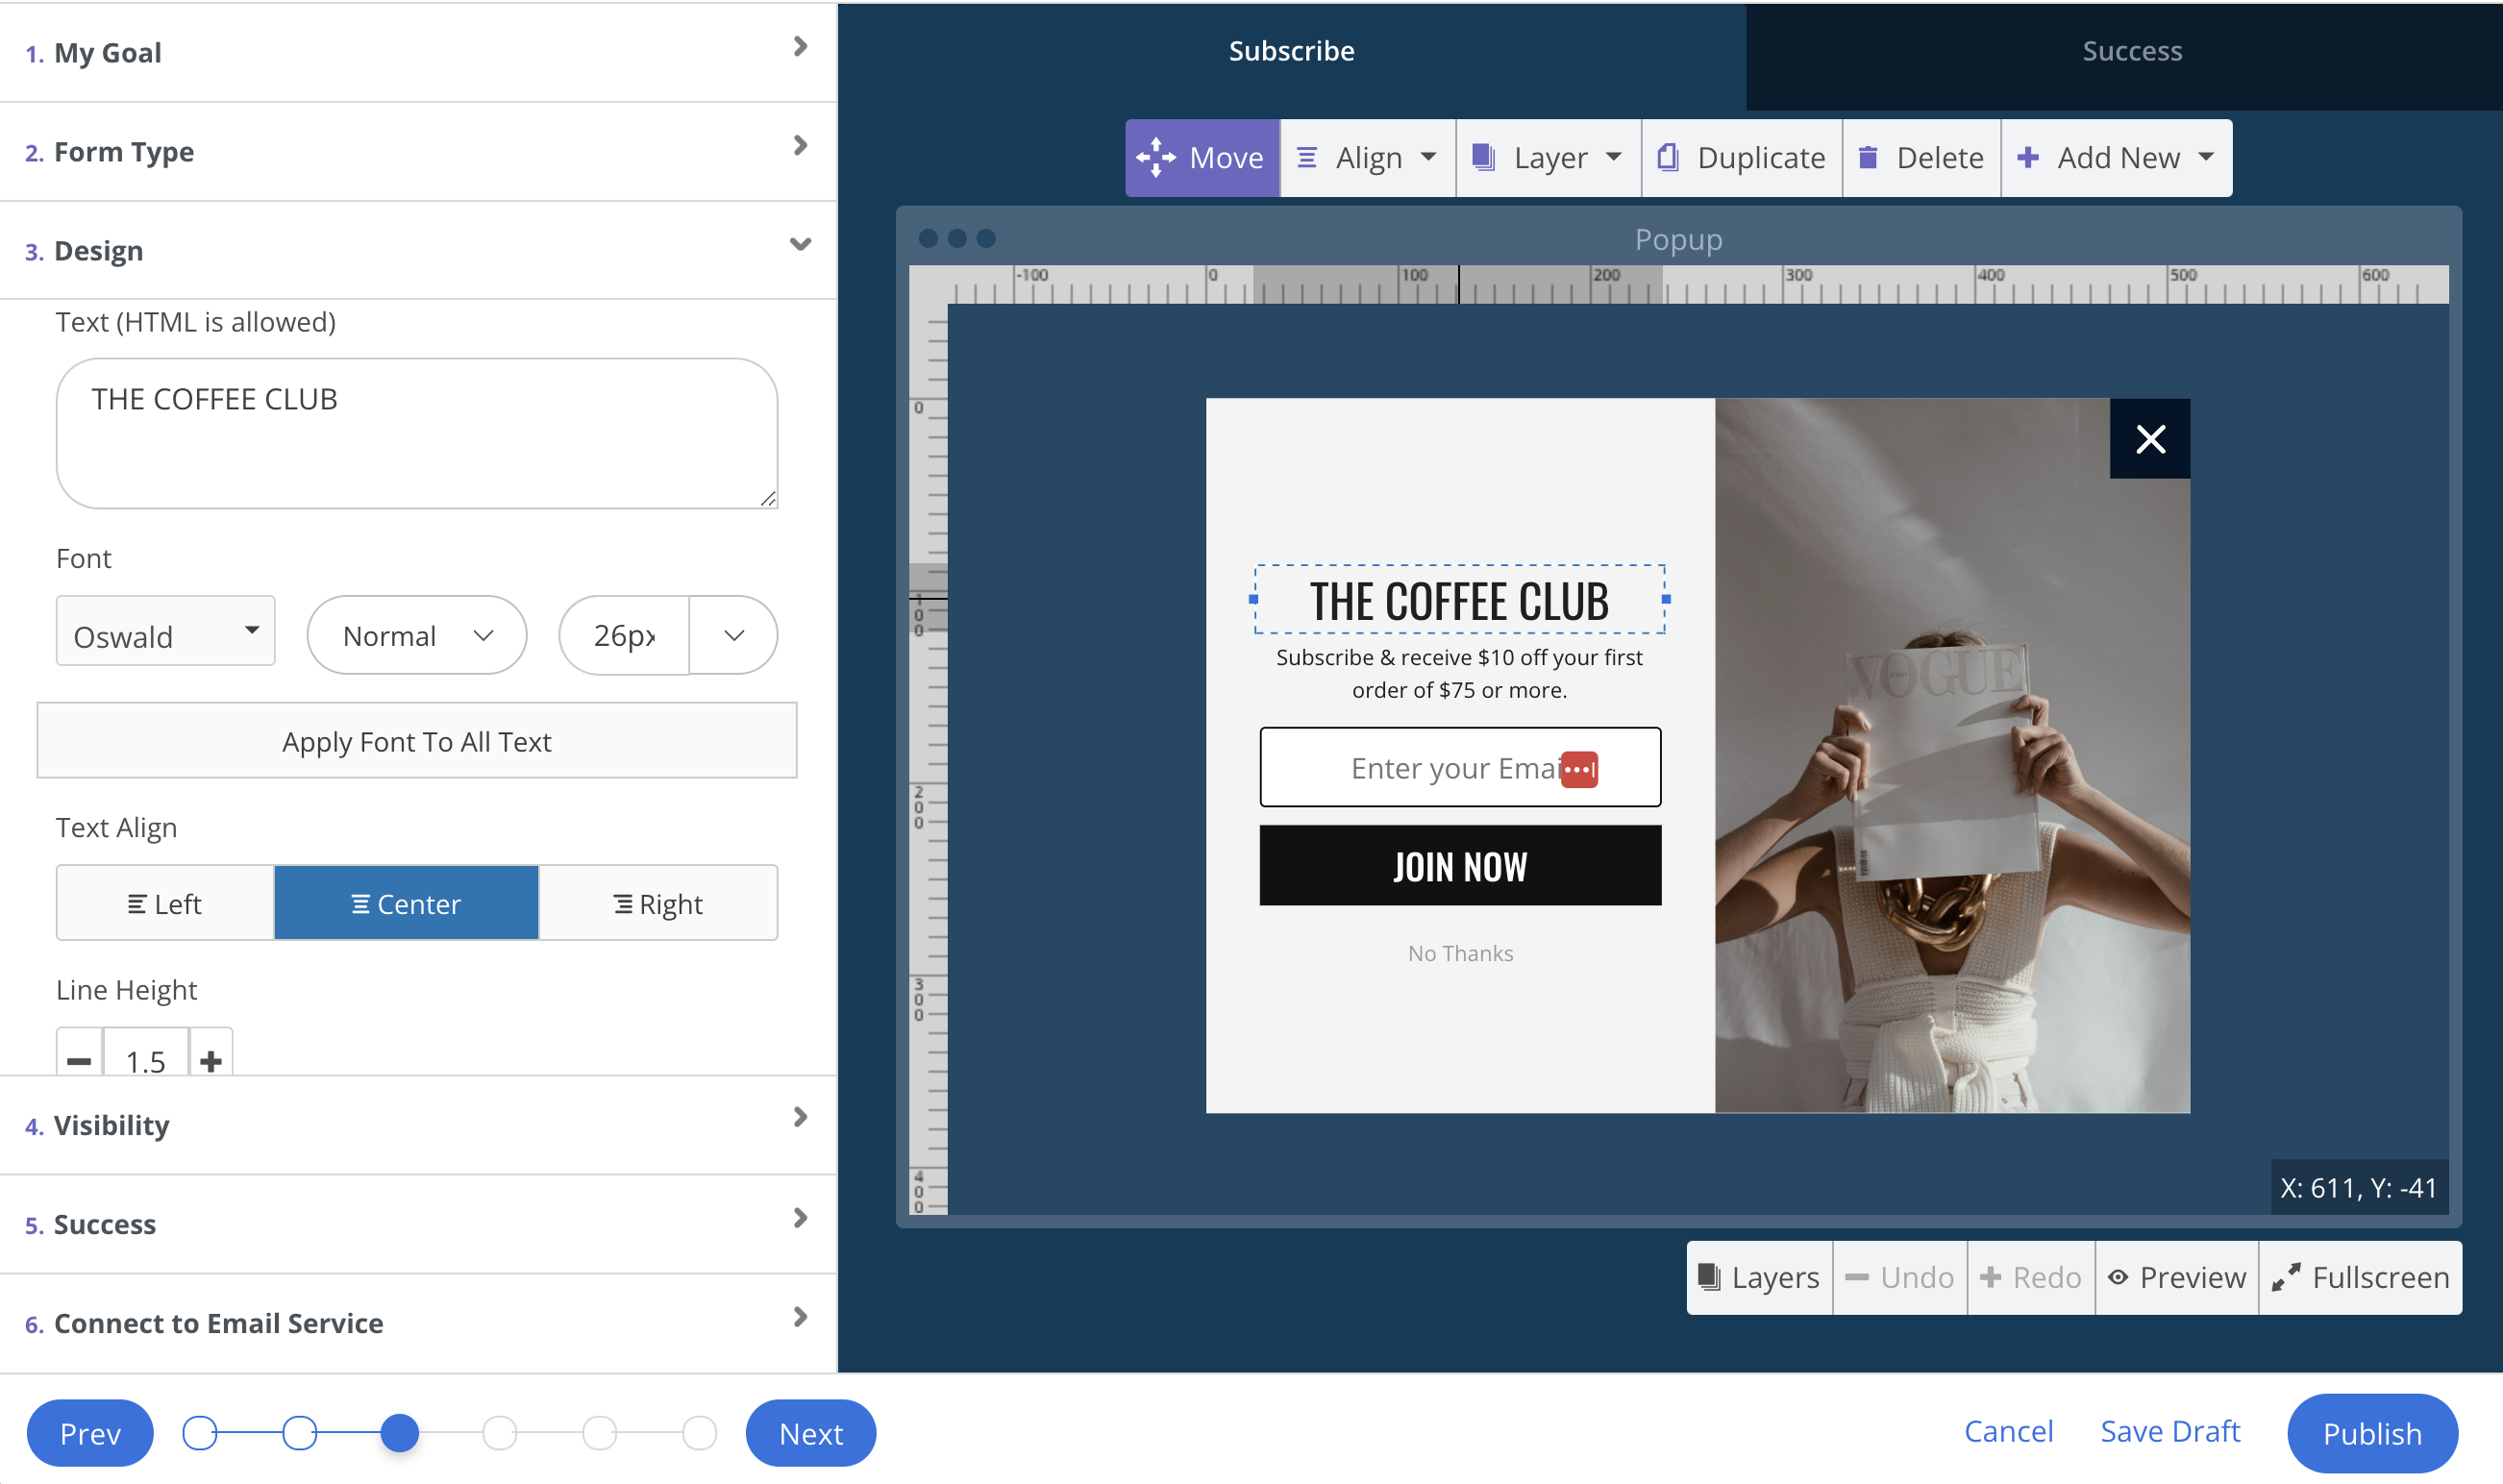 1. My Goal
2. Form Type
3. Design
Text (HTML is allowed)
THE COFFEE CLUB
Font
Oswald
Normal
26px
Apply Font To All Text
Text Align
Left
Center
Right
Line Height
1.5
4. Visibility
5. Success
6. Connect to Email Service
Subscribe
Success
Move
Align
Layer
Duplicate
Delete
Add New
Popup
-100 0 100 200 300 400 500 600
0
100
200
300
400
THE COFFEE CLUB
Subscribe & receive $10 off your first
order of $75 or more.
Enter your Emai
JOIN NOW
No Thanks
VOGUE
X: 611, Y: -41
Layers
Undo
Redo
Preview
Fullscreen
Prev
Next
Cancel
Save Draft
Publish